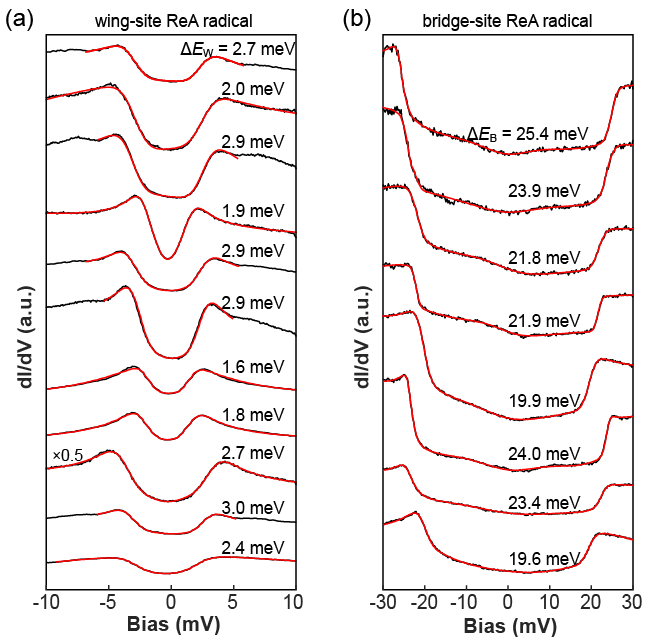 (a) wing-site ReA radical
ΔEW = 2.7 meV
2.0 meV
2.9 meV
1.9 meV
2.9 meV
2.9 meV
1.6 meV
1.8 meV
×0.5
2.7 meV
3.0 meV
2.4 meV
dI/dV (a.u.)
-10 -5 0 5 10
Bias (mV)
(b) bridge-site ReA radical
ΔEB = 25.4 meV
23.9 meV
21.8 meV
21.9 meV
19.9 meV
24.0 meV
23.4 meV
19.6 meV
dI/dV (a.u.)
-30 -20 -10 0 10 20 30
Bias (mV)